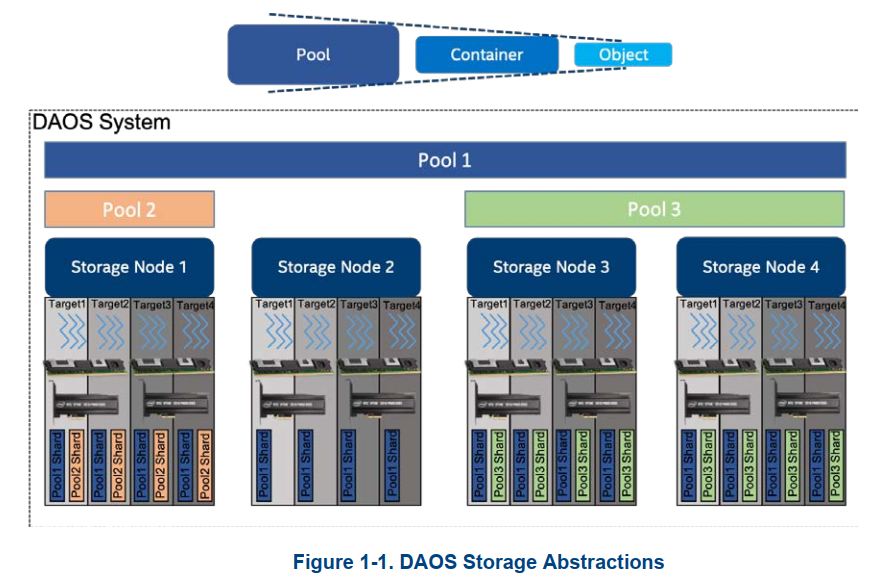 Pool
Container
Object
DAOS System
Pool 1
Pool 2
Pool 3
Storage Node 1
Storage Node 2
Storage Node 3
Storage Node 4
Target1 Target2 Target3 Target4
Target1 Target2 Target3 Target4
Target1 Target2 Target3 Target4
Target1 Target2 Target3 Target4
Pool1 Shard Pool2 Shard Pool1 Shard Pool2 Shard Pool1 Shard Pool2 Shard Pool1 Shard Pool2 Shard
Pool1 Shard Pool1 Shard Pool1 Shard Pool1 Shard
Pool1 Shard Pool3 Shard Pool1 Shard Pool3 Shard Pool1 Shard Pool3 Shard Pool1 Shard Pool3 Shard
Pool1 Shard Pool3 Shard Pool1 Shard Pool3 Shard Pool1 Shard Pool3 Shard Pool1 Shard Pool3 Shard
Figure 1-1. DAOS Storage Abstractions